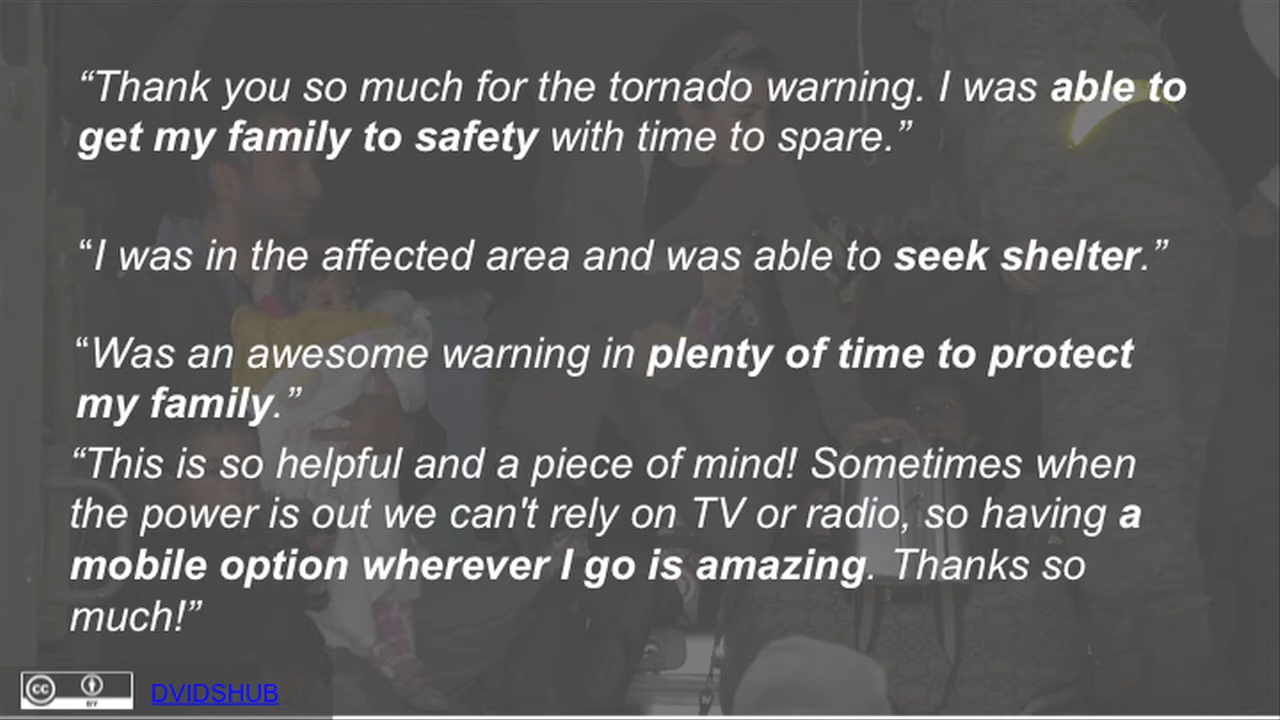 “Thank you so much for the tornado warning. I was able to
get my family to safety with time to spare.”
“I was in the affected area and was able to seek shelter.”
“Was an awesome warning in plenty of time to protect
my family.”
“This is so helpful and a piece of mind! Sometimes when
the power is out we can't rely on TV or radio, so having a
mobile option wherever I go is amazing. Thanks so
much!”
cc BY DVIDSHUB